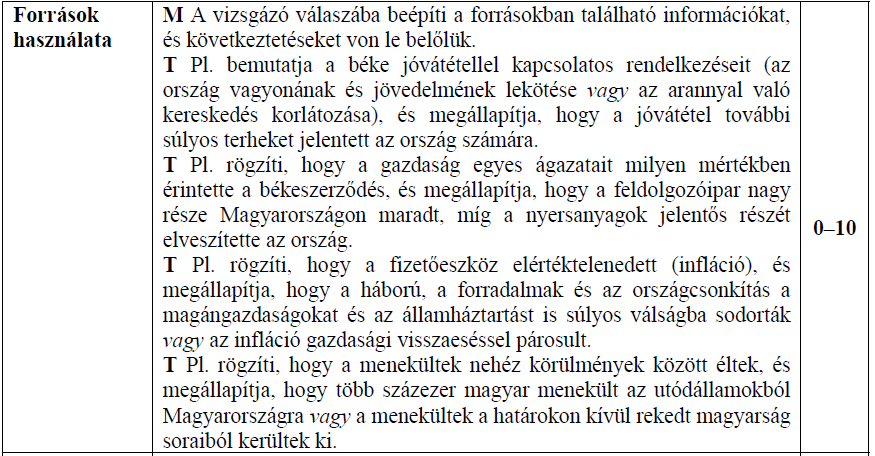 Források
használata
M A vizsgázó válaszába beépíti a forrásokban található információkat,
és következtetéseket von le belőlük.
T Pl. bemutatja a béke jóvátétellel kapcsolatos rendelkezéseit (az
ország vagyonának és jövedelmének lekötése vagy az arannyal való
kereskedés korlátozása), és megállapítja, hogy a jóvátétel további
súlyos terheket jelentett az ország számára.
T Pl. rögzíti, hogy a gazdaság egyes ágazatait milyen mértékben
érintette a békeszerződés, és megállapítja, hogy a feldolgozóipar nagy
része Magyarországon maradt, míg a nyersanyagok jelentős részét
elveszítette az ország.
T Pl. rögzíti, hogy a fizetőeszköz elértéktelenedett (infláció), és
megállapítja, hogy a háború, a forradalmak és az országcsonkítás a
magángazdaságokat és az államháztartást is súlyos válságba sodorták
vagy az infláció gazdasági visszaeséssel párosult.
T Pl. rögzíti, hogy a menekültek nehéz körülmények között éltek, és
megállapítja, hogy több százezer magyar menekült az utódállamokból
Magyarországra vagy a menekültek a határokon kívül rekedt magyarság
soraiból kerültek ki.
0–10